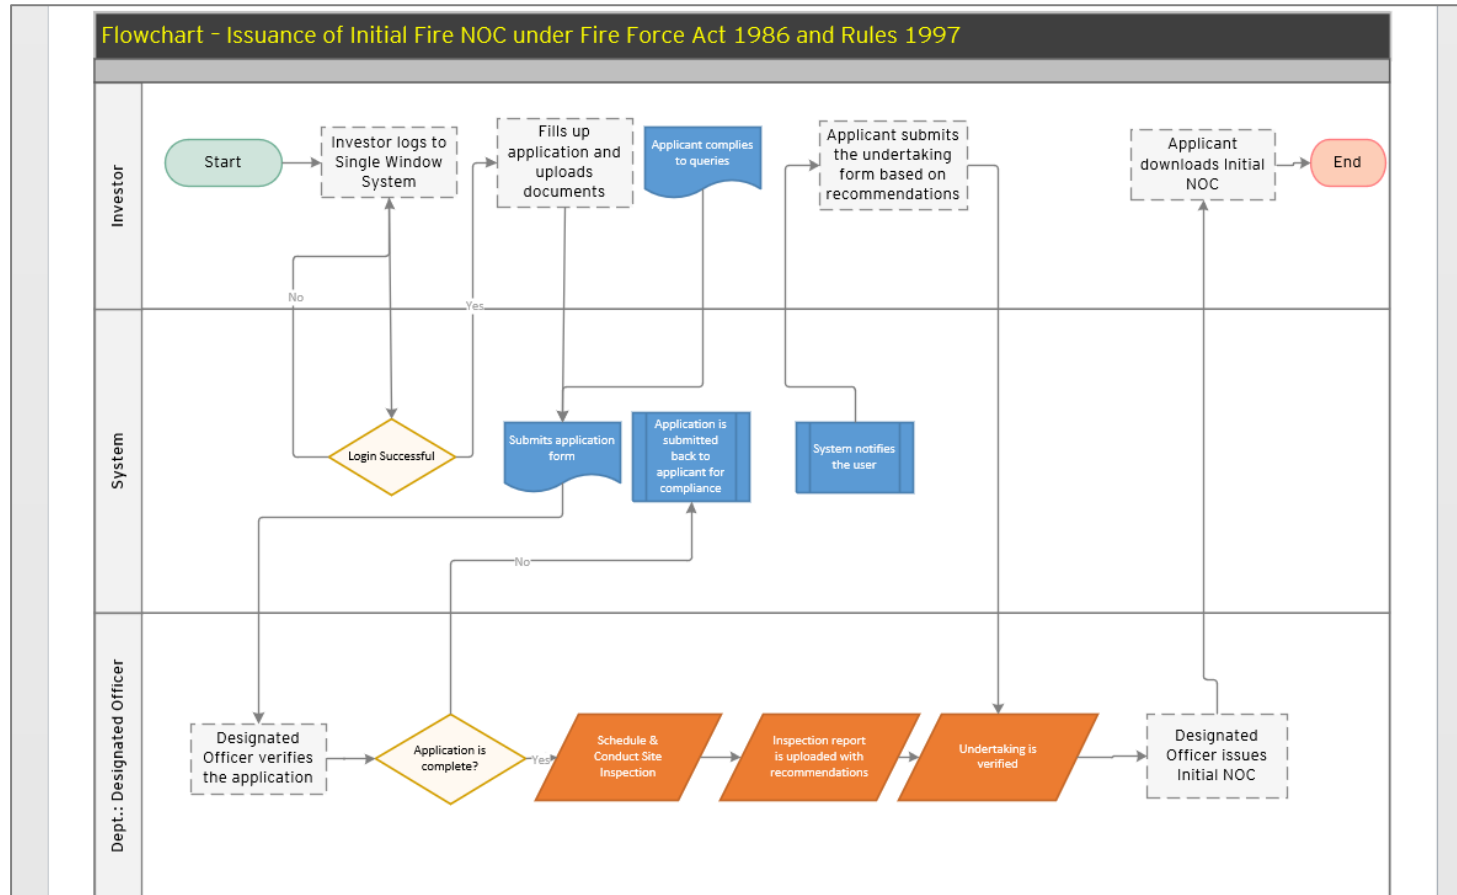 Flowchart – Issuance of Initial Fire NOC under Fire Force Act 1986 and Rules 1997
Investor
Start
Investor logs to
Single Window
System
Fills up
application and
uploads
documents
Applicant complies
to queries
Applicant submits
the undertaking
form based on
recommendations
Applicant
downloads Initial
NOC
End
No
Yes
System
Login Successful
Submits application
form
Application is
submitted
back to
applicant for
compliance
System notifies
the user
No
Dept.: Designated Officer
Designated
Officer verifies
the application
Application is
complete?
Yes
Schedule &
Conduct Site
Inspection
Inspection report
is uploaded with
recommendations
Undertaking is
verified
Designated
Officer issues
Initial NOC